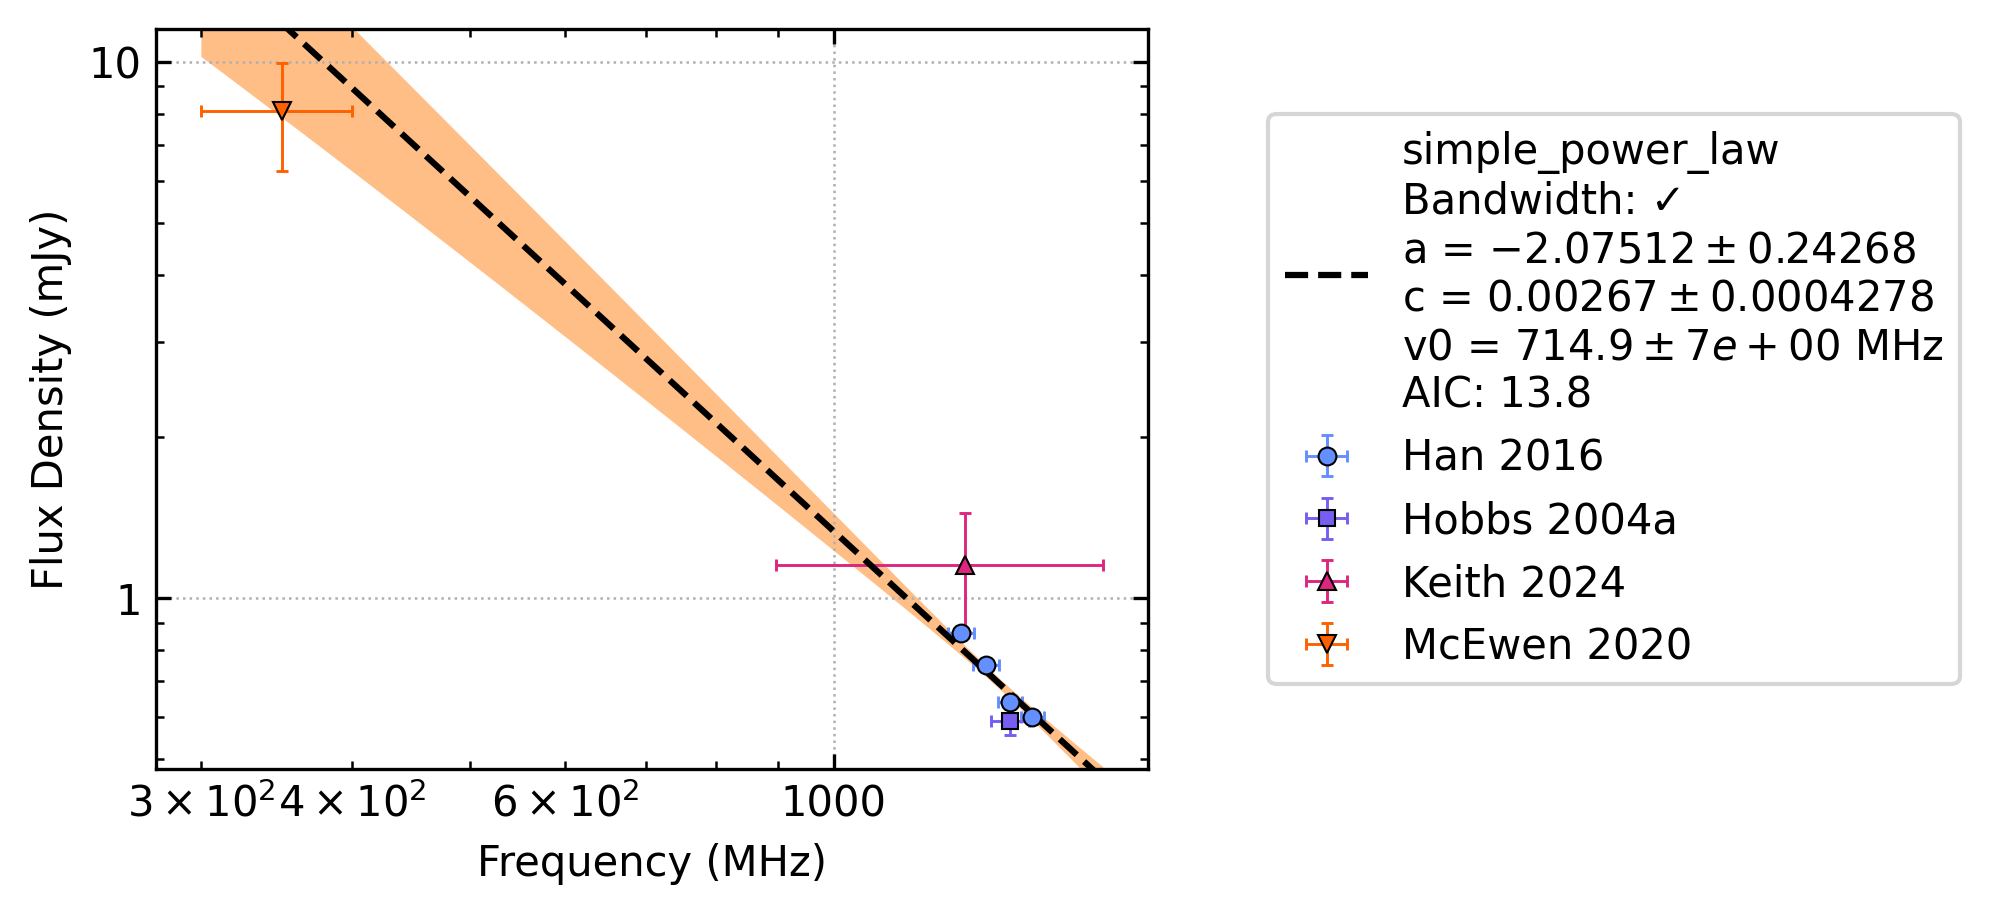 10
1
Flux Density (mJy)
3 × 10² 4 × 10² 6 × 10² 1000
Frequency (MHz)
simple_power_law
Bandwidth: ✓
a = −2.07512 ± 0.24268
c = 0.00267 ± 0.0004278
v0 = 714.9 ± 7e + 00 MHz
AIC: 13.8
Han 2016
Hobbs 2004a
Keith 2024
McEwen 2020